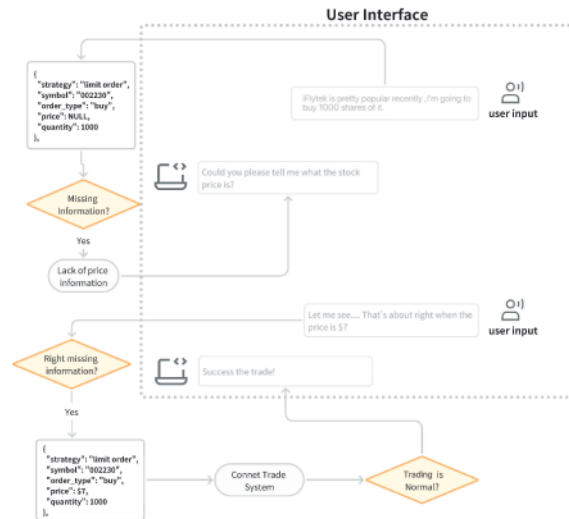 User Interface
{
"strategy": "limit order",
"symbol": "002230",
"order_type": "buy",
"price": NULL,
"quantity": 1000
},
iFlytek is pretty popular recently ,I'm going to
buy 1000 shares of it.
user input
Could you please tell me what the stock
price is?
Missing
Information?
Yes
Lack of price
information
Let me see.... That's about right when the
price is $7
user input
Right missing
information?
Success the trade!
Yes
{
"strategy": "limit order",
"symbol": "002230",
"order_type": "buy",
"price": $7,
"quantity": 1000
},
Connet Trade
System
Trading is
Normal?